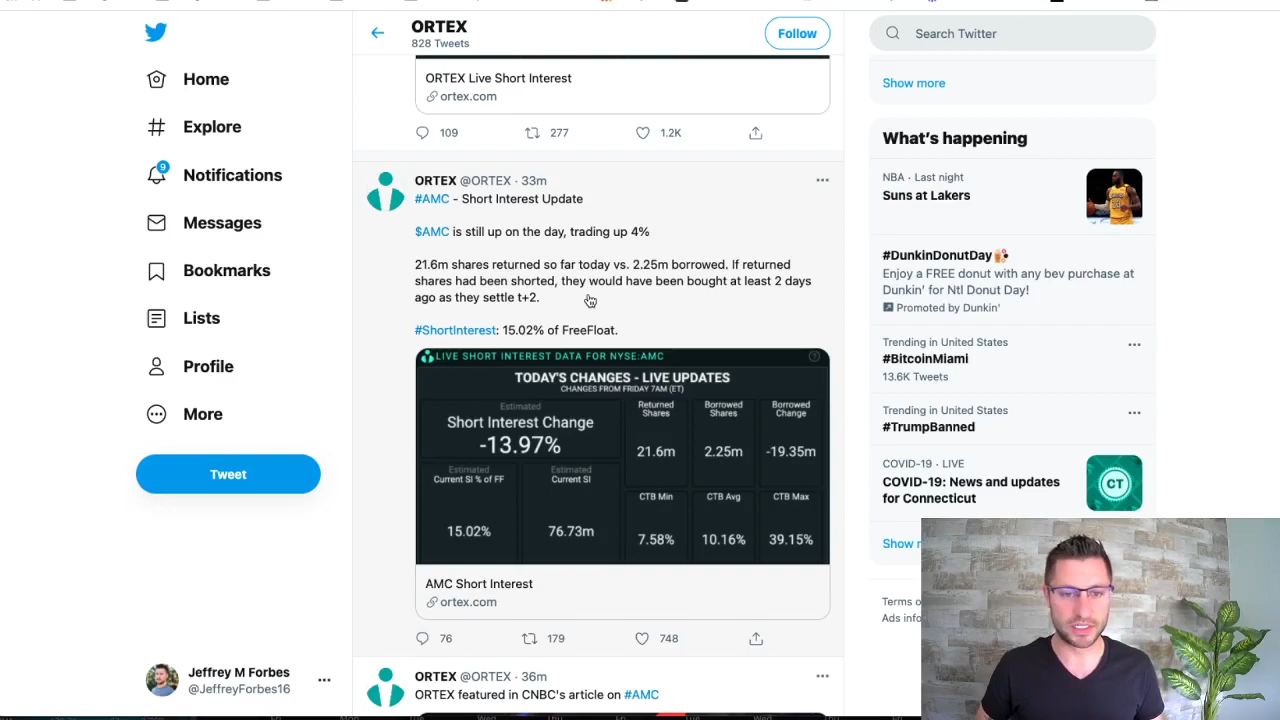 ORTEX
828 Tweets
Follow
Search Twitter
Home
Explore
9
Notifications
Messages
Bookmarks
Lists
Profile
More
Tweet
Jeffrey M Forbes
@JeffreyForbes16
ORTEX Live Short Interest
ortex.com
109
277
1.2K
ORTEX @ORTEX · 33m
#AMC - Short Interest Update
$AMC is still up on the day, trading up 4%
21.6m shares returned so far today vs. 2.25m borrowed. If returned
shares had been shorted, they would have been bought at least 2 days
ago as they settle t+2.
#ShortInterest: 15.02% of FreeFloat.
LIVE SHORT INTEREST DATA FOR NYSE:AMC
TODAY'S CHANGES - LIVE UPDATES
CHANGES FROM FRIDAY 7AM (ET)
Estimated
Short Interest Change
-13.97%
Returned
Shares
21.6m
Borrowed
Shares
2.25m
Borrowed
Change
-19.35m
Estimated
Current SI % of FF
15.02%
Estimated
Current SI
76.73m
CTB Min
7.58%
CTB Avg
10.16%
CTB Max
39.15%
AMC Short Interest
ortex.com
76
179
748
ORTEX @ORTEX · 36m
ORTEX featured in CNBC's article on #AMC
Show more
What's happening
NBA · Last night
Suns at Lakers
#DunkinDonutDay
Enjoy a FREE donut with any bev purchase at
Dunkin' for Ntl Donut Day!
Promoted by Dunkin'
Trending in United States
#BitcoinMiami
13.6K Tweets
Trending in United States
#TrumpBanned
COVID-19 · LIVE
COVID-19: News and updates
for Connecticut
CT
Show
Terms
Ads